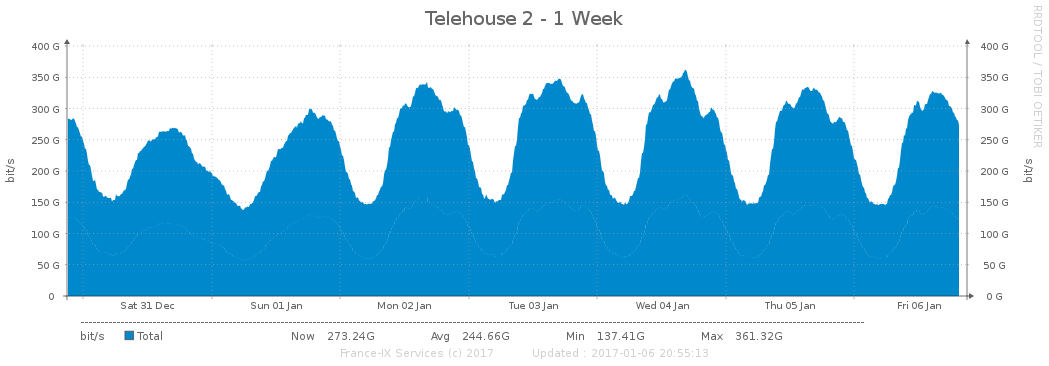 Telehouse 2 - 1 Week
RRDTOOL / TOBI OETIKER
400 G 400 G
350 G 350 G
300 G 300 G
250 G 250 G
200 G 200 G
150 G 150 G
100 G 100 G
50 G 50 G
0 0 G
bit/s
bit/s
Sat 31 Dec Sun 01 Jan Mon 02 Jan Tue 03 Jan Wed 04 Jan Thu 05 Jan Fri 06 Jan
bit/s Total Now 273.24G Avg 244.66G Min 137.41G Max 361.32G
France-IX Services (c) 2017 Updated : 2017-01-06 20:55:13